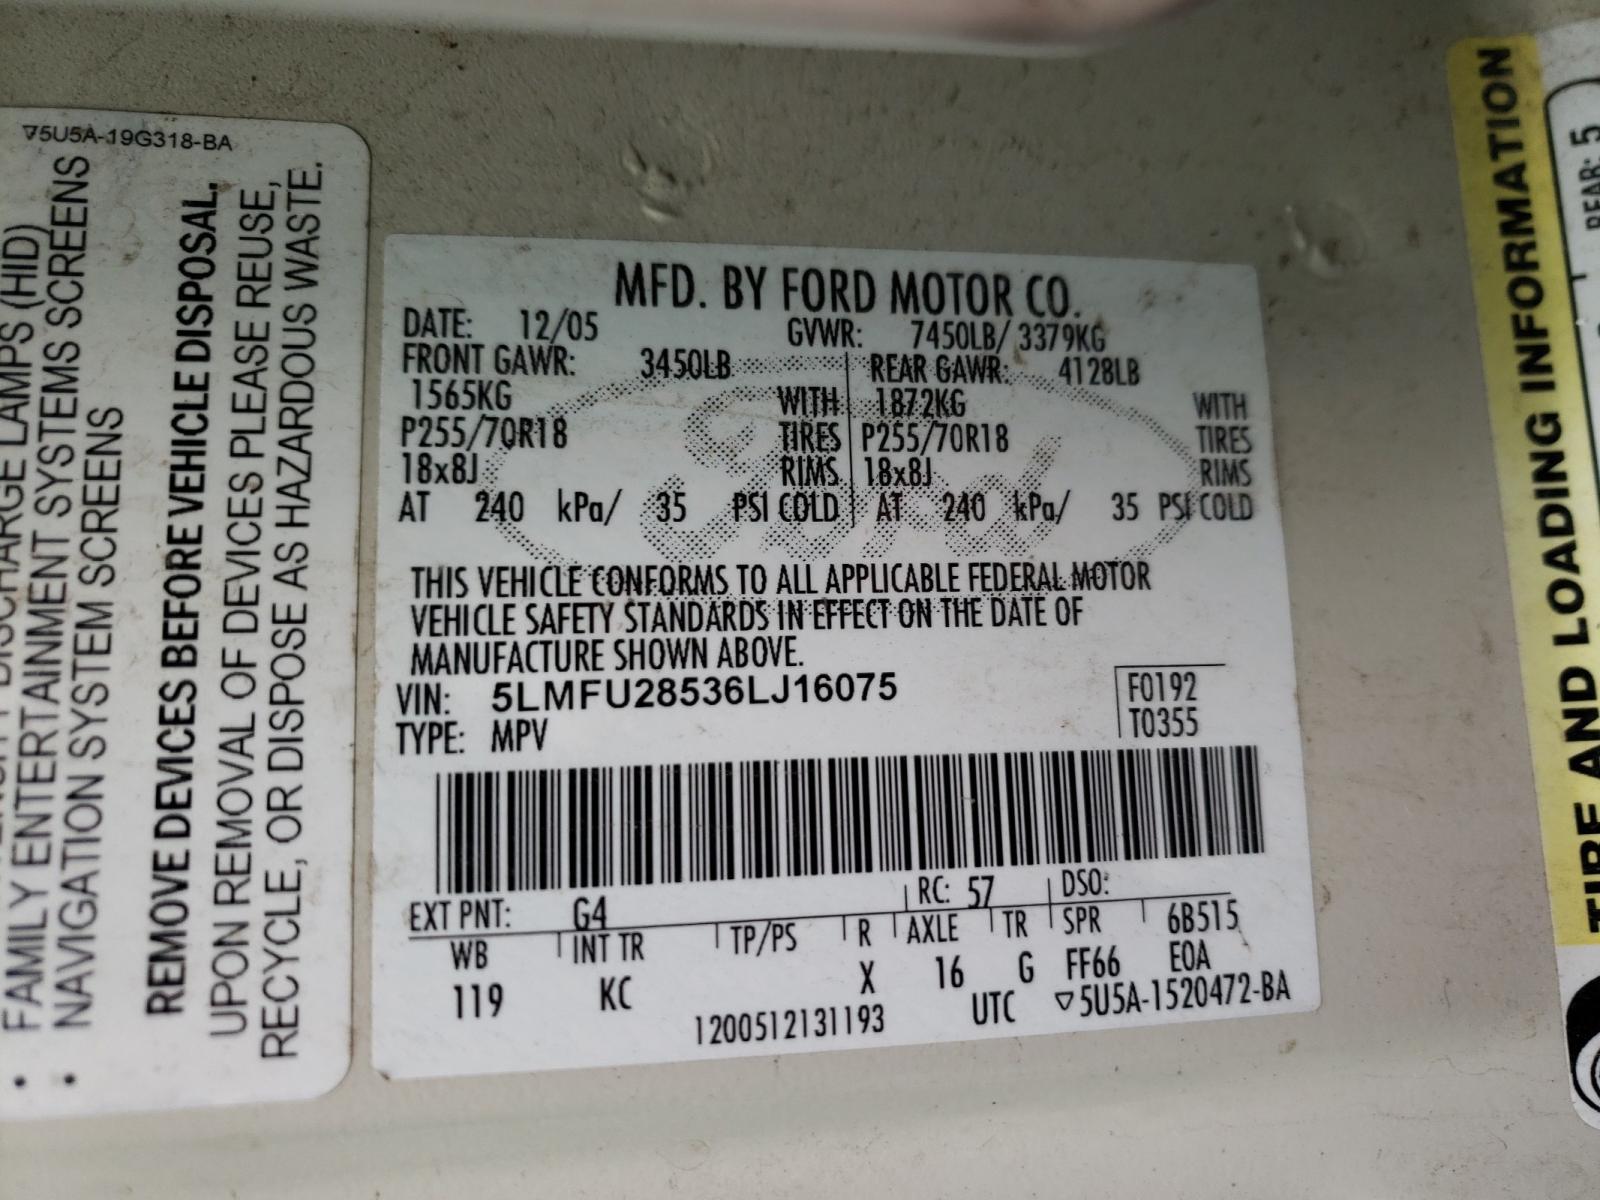 75U5A-19G318-BA
DISCHARGE LAMPS (HID)
FAMILY ENTERTAINMENT SYSTEMS SCREENS
NAVIGATION SYSTEM SCREENS
REMOVE DEVICES BEFORE VEHICLE DISPOSAL.
UPON REMOVAL OF DEVICES PLEASE REUSE,
RECYCLE, OR DISPOSE AS HAZARDOUS WASTE.
MFD. BY FORD MOTOR CO.
DATE: 12/05 GVWR: 7450LB/ 3379KG
FRONT GAWR: 3450LB REAR GAWR: 4128LB
1565KG WITH 1872KG WITH
P255/70R18 TIRES P255/70R18 TIRES
18x8J RIMS 18x8J RIMS
AT 240 kPa/ 35 PSI COLD AT 240 kPa/ 35 PSI COLD
Ford
THIS VEHICLE CONFORMS TO ALL APPLICABLE FEDERAL MOTOR
VEHICLE SAFETY STANDARDS IN EFFECT ON THE DATE OF
MANUFACTURE SHOWN ABOVE.
VIN: 5LMFU28536LJ16075 F0192
TYPE: MPV T0355
EXT PNT: G4 RC: 57 DSO:
WB INT TR TP/PS R AXLE TR SPR 6B515
119 KC X 16 G FF66 E0A
1200512131193 UTC ▽5U5A-1520472-BA
TIRE AND LOADING INFORMATION
REAR: 5